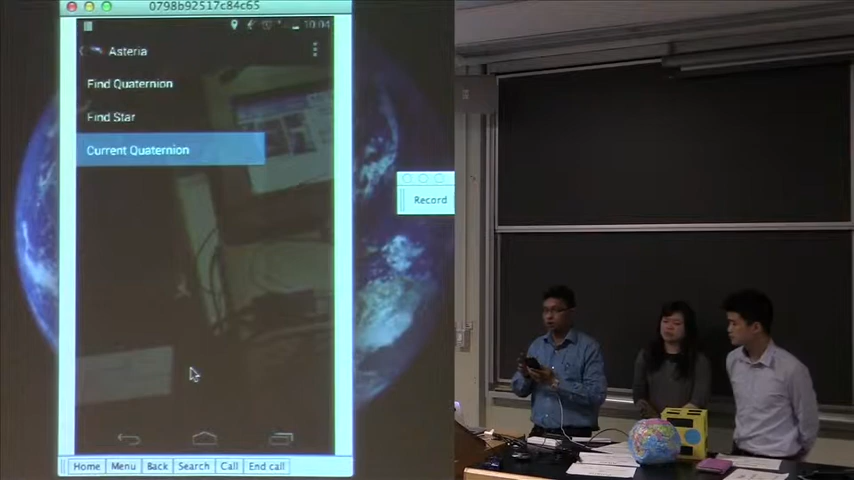 0798b92517c84c65
10:04
Asteria
Find Quaternion
Find Star
Current Quaternion
Record
Home Menu Back Search Call End call